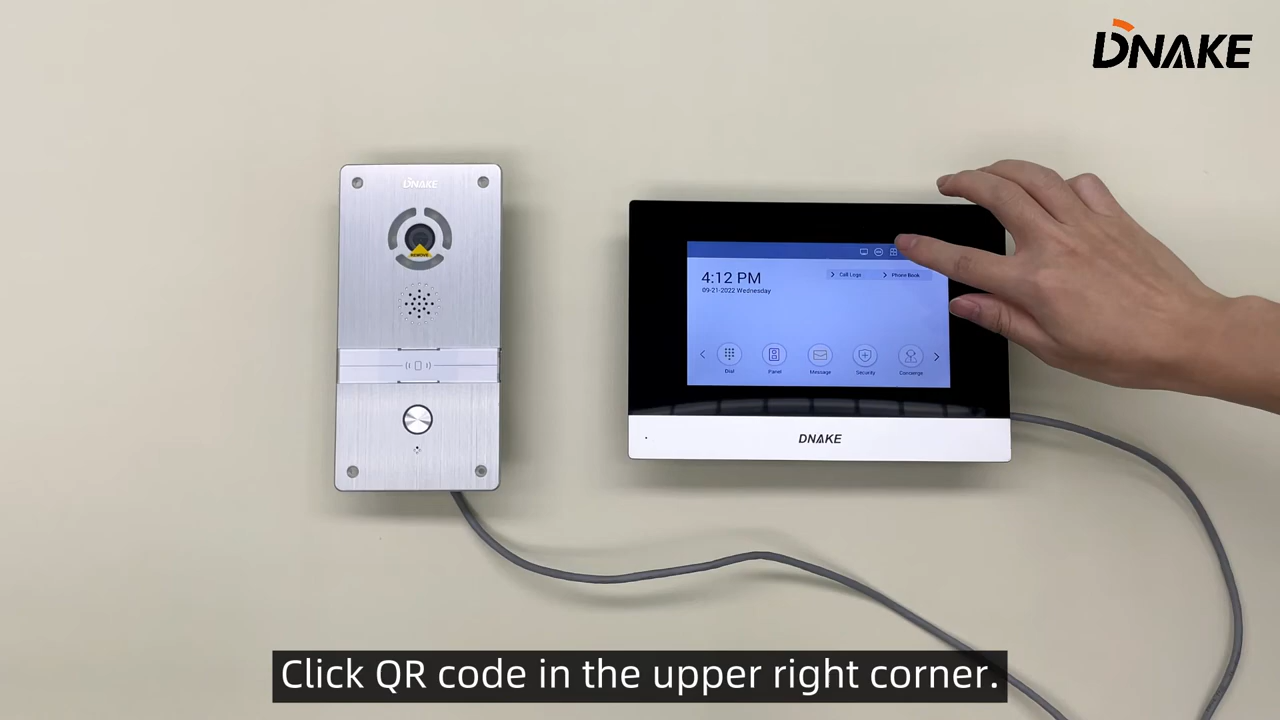 DNAKE
DNAKE
REMOVE
4:12 PM
09-21-2022 Wednesday
Call Logs
Phone Book
Dial
Panel
Message
Security
Concierge
DNAKE
Click QR code in the upper right corner.